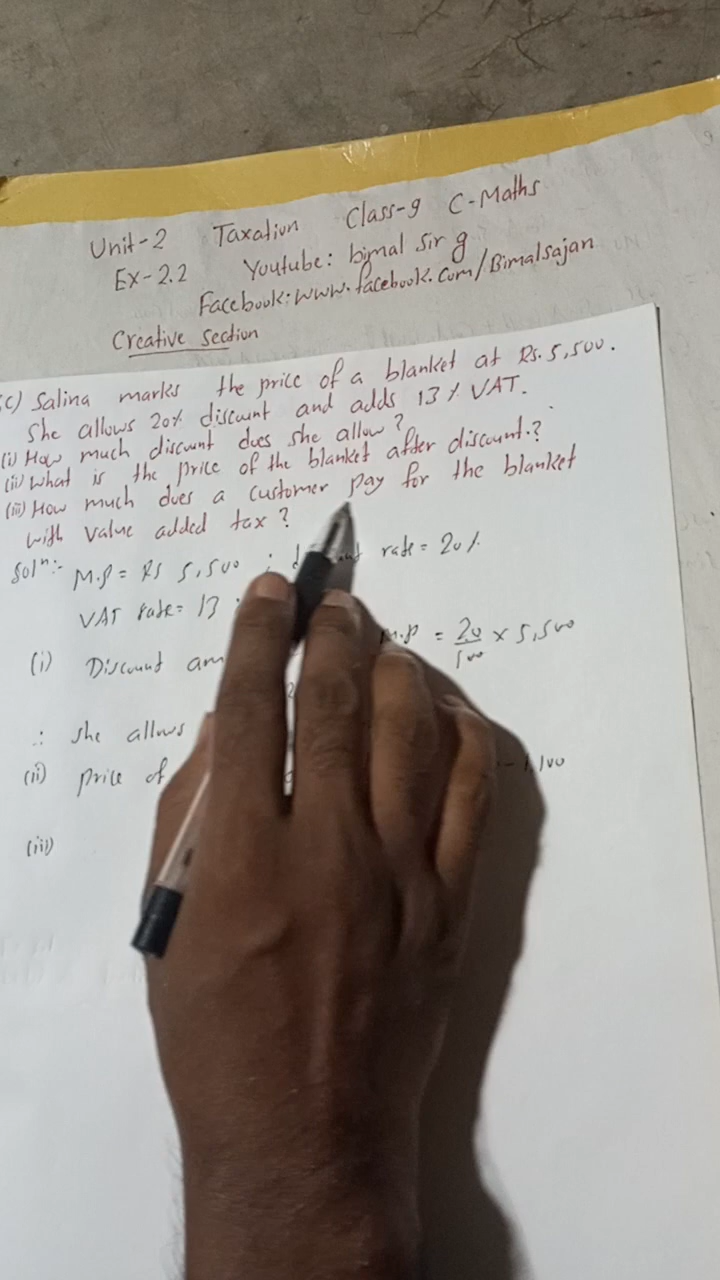 Unit-2 Taxation Class-9 C-Maths
Ex-2.2 Youtube: bimal sir g
Facebook: www.facebook.com/Bimalsajan
Creative section
c) Salina marks the price of a blanket at Rs. 5,500.
She allows 20% discount and adds 13% VAT.
(i) How much discount does she allow?
(ii) What is the price of the blanket after discount.?
(iii) How much does a customer pay for the blanket
with value added tax?
Solⁿ:- M.P = RS 5,500 ; rate = 20%
VAT rate = 13
(i) Discount am M.P = 20/100 × 5,500
∴ she allows
(ii) price of - 1,100
(iii)